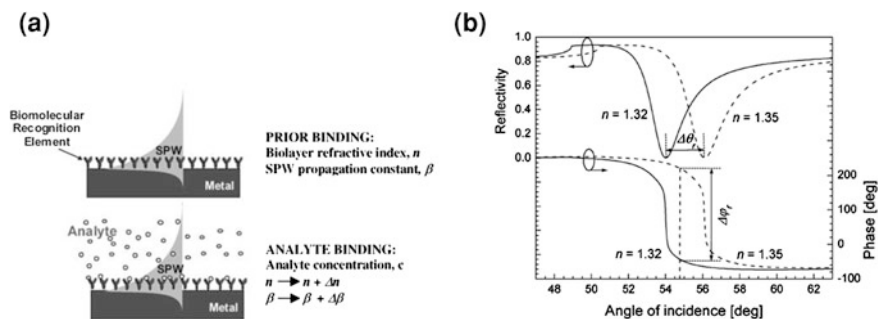 (a)
Biomolecular
Recognition
Element
SPW
Metal
PRIOR BINDING:
Biolayer refractive index, n
SPW propagation constant, β
Analyte
SPW
Metal
ANALYTE BINDING:
Analyte concentration, c
n → n + Δn
β → β + Δβ
(b)
Reflectivity
1.0
0.8
0.6
0.4
0.2
0.0
n = 1.32
n = 1.35
Δθ
Δφr
n = 1.32
n = 1.35
200
100
0
-100
Phase [deg]
48 50 52 54 56 58 60 62
Angle of incidence [deg]